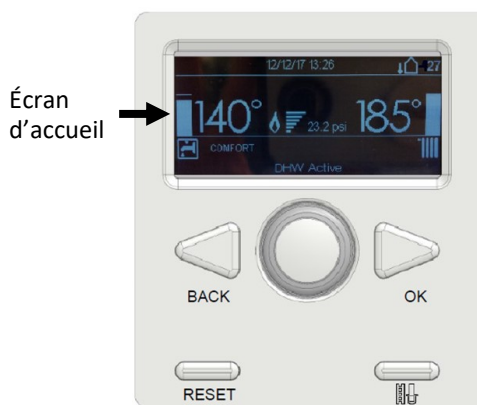 Écran
d’accueil
12/12/17 13:26
27
140°
23.2 psi
185°
COMFORT
DHW Active
BACK
OK
RESET